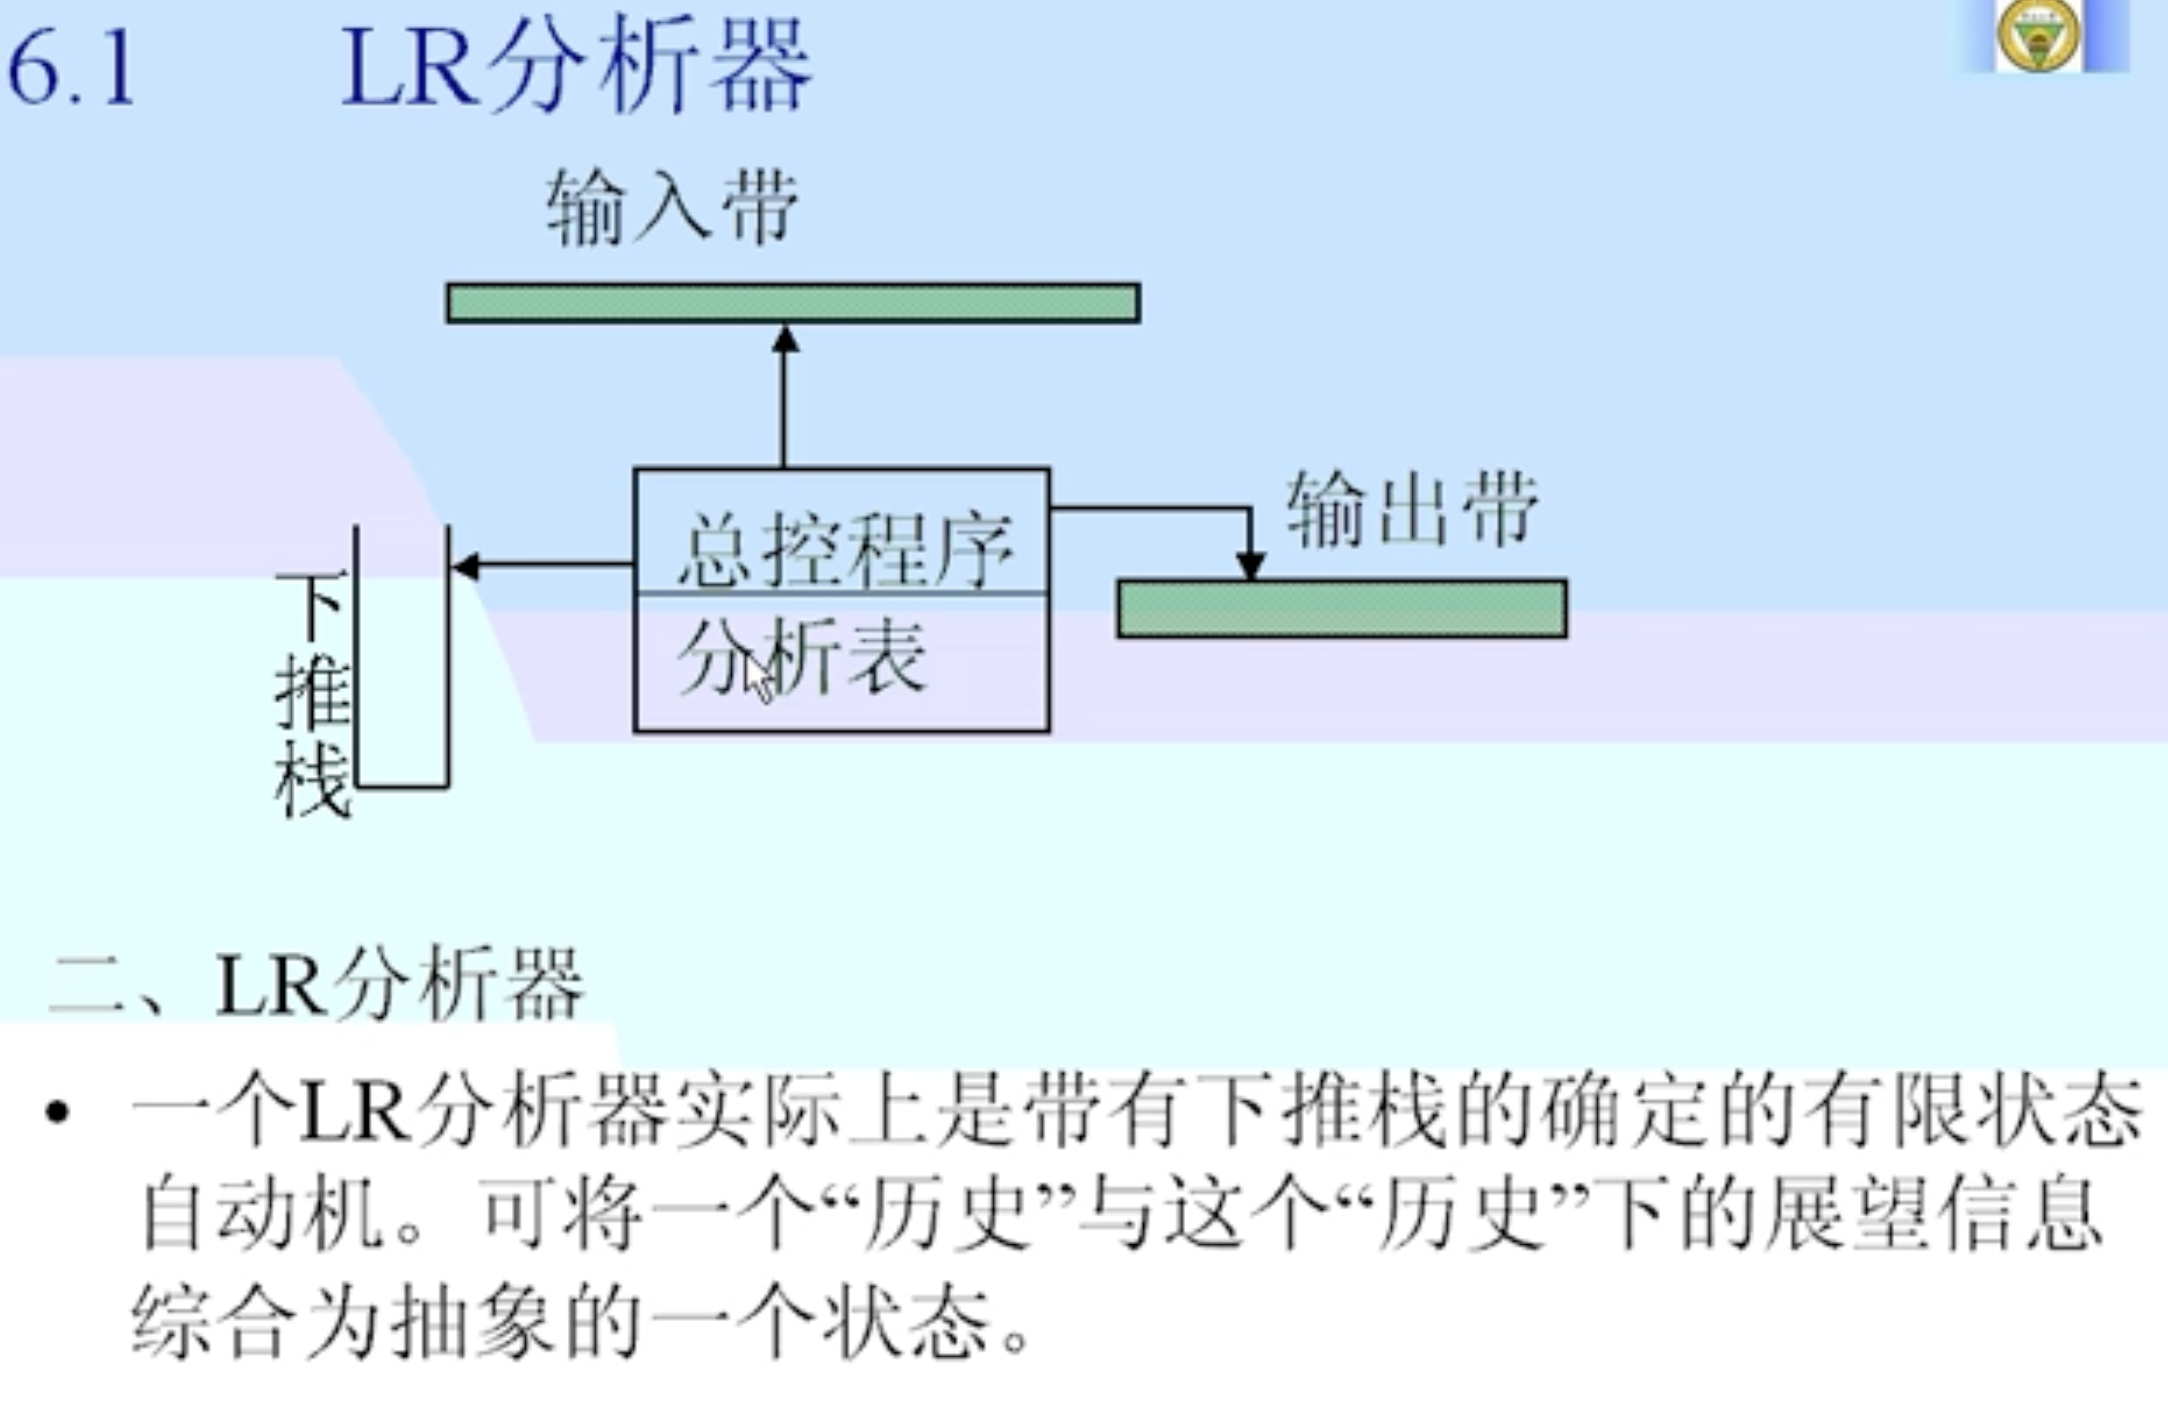 6.1 LR分析器
输入带
输出带
总控程序
分析表
下推栈
二、LR分析器
• 一个LR分析器实际上是带有下推栈的确定的有限状态
自动机。可将一个“历史”与这个“历史”下的展望信息
综合为抽象的一个状态。